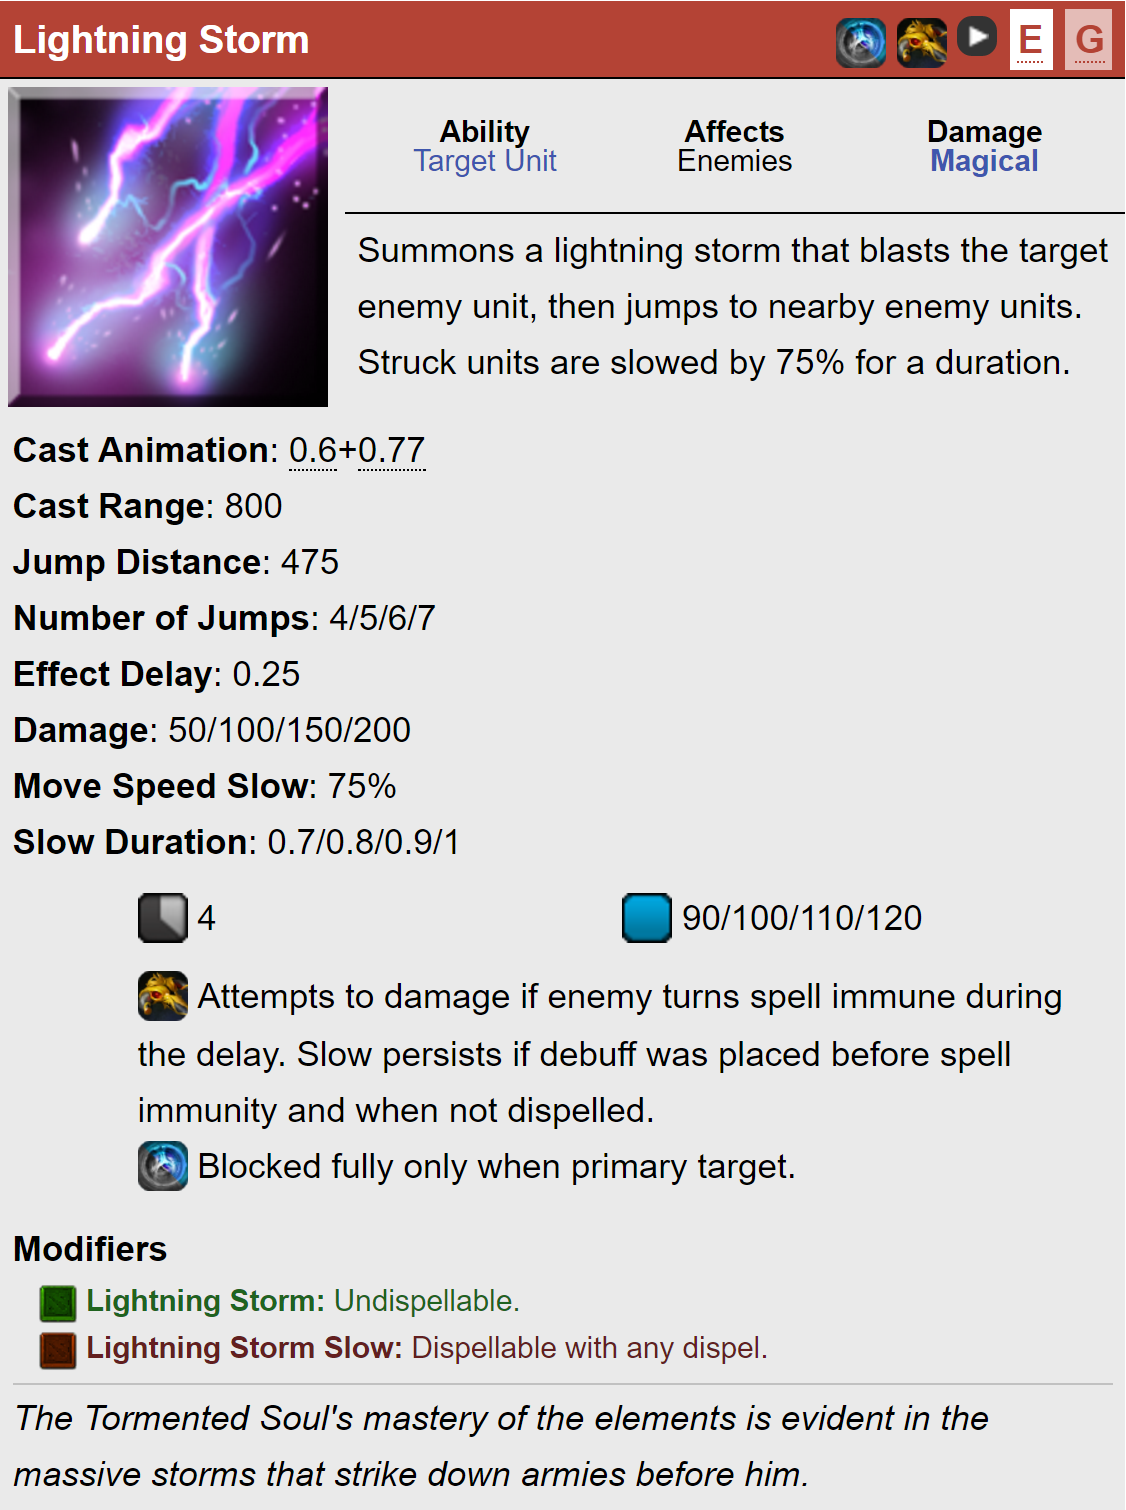 Lightning Storm E G
Ability Affects Damage
Target Unit Enemies Magical
Summons a lightning storm that blasts the target
enemy unit, then jumps to nearby enemy units.
Struck units are slowed by 75% for a duration.
Cast Animation: 0.6+0.77
Cast Range: 800
Jump Distance: 475
Number of Jumps: 4/5/6/7
Effect Delay: 0.25
Damage: 50/100/150/200
Move Speed Slow: 75%
Slow Duration: 0.7/0.8/0.9/1
4 90/100/110/120
Attempts to damage if enemy turns spell immune during
the delay. Slow persists if debuff was placed before spell
immunity and when not dispelled.
Blocked fully only when primary target.
Modifiers
Lightning Storm: Undispellable.
Lightning Storm Slow: Dispellable with any dispel.
The Tormented Soul's mastery of the elements is evident in the
massive storms that strike down armies before him.